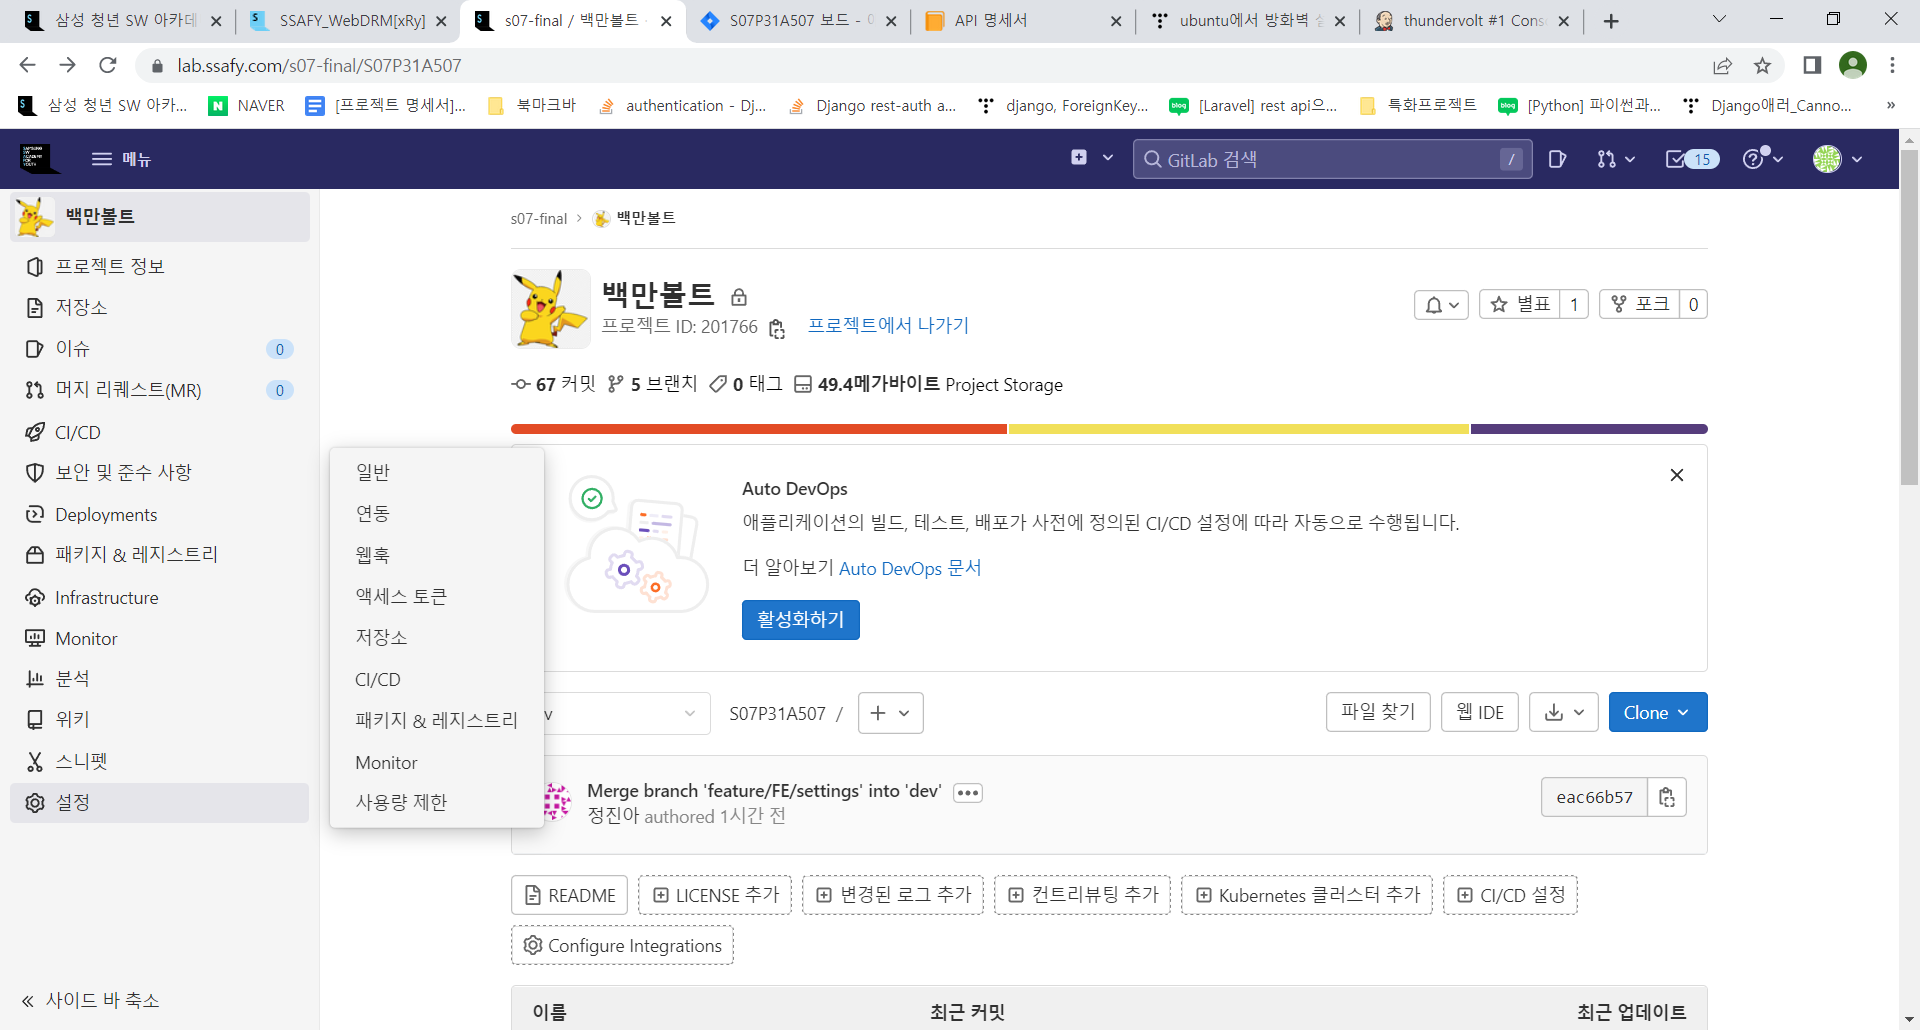 삼성 청년 SW 아카데
SSAFY_WebDRM[xRy]
s07-final / 백만볼트
S07P31A507 보드 -
API 명세서
ubuntu에서 방화벽
thundervolt #1 Cons
lab.ssafy.com/s07-final/S07P31A507
삼성 청년 SW 아카...
NAVER
[프로젝트 명세서]...
북마크바
authentication - Dj...
Django rest-auth a...
django, ForeignKey...
[Laravel] rest api으...
특화프로젝트
[Python] 파이썬과...
Django애러_Canno...
»
메뉴
GitLab 검색
/
15
백만볼트
프로젝트 정보
저장소
이슈
0
머지 리퀘스트(MR)
0
CI/CD
보안 및 준수 사항
Deployments
패키지 & 레지스트리
Infrastructure
Monitor
분석
위키
스니펫
설정
사이드 바 축소
일반
연동
웹훅
액세스 토큰
저장소
CI/CD
패키지 & 레지스트리
Monitor
사용량 제한
s07-final
백만볼트
백만볼트
프로젝트 ID: 201766
프로젝트에서 나가기
별표
1
포크
0
67 커밋
5 브랜치
0 태그
49.4메가바이트 Project Storage
Auto DevOps
애플리케이션의 빌드, 테스트, 배포가 사전에 정의된 CI/CD 설정에 따라 자동으로 수행됩니다.
더 알아보기 Auto DevOps 문서
활성화하기
v
S07P31A507 /
파일 찾기
웹 IDE
Clone
Merge branch 'feature/FE/settings' into 'dev'
정진아 authored 1시간 전
eac66b57
README
LICENSE 추가
변경된 로그 추가
컨트리뷰팅 추가
Kubernetes 클러스터 추가
CI/CD 설정
Configure Integrations
이름
최근 커밋
최근 업데이트